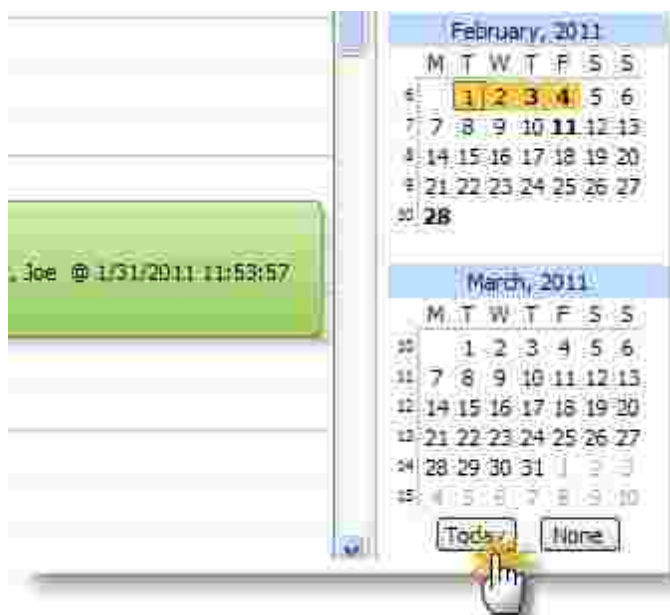 , Joe @ 1/31/2011 11:53:57
February, 2011
M T W T F S S
6 1 2 3 4 5 6
7 7 8 9 10 11 12 13
8 14 15 16 17 18 19 20
9 21 22 23 24 25 26 27
10 28
March, 2011
M T W T F S S
10 1 2 3 4 5 6
11 7 8 9 10 11 12 13
12 14 15 16 17 18 19 20
13 21 22 23 24 25 26 27
14 28 29 30 31 1 2 3
15 4 5 6 7 8 9 10
Today None